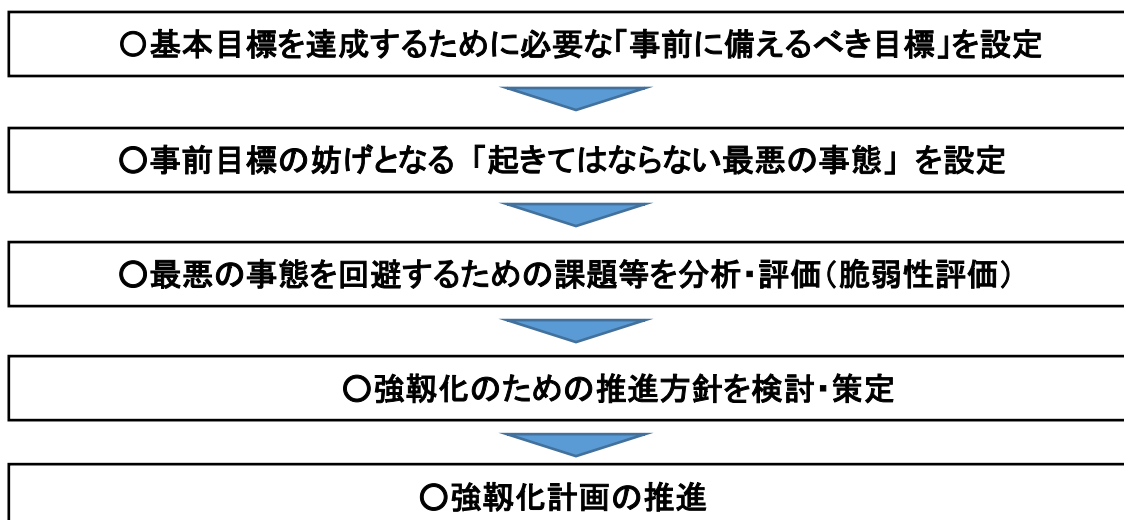 〇基本目標を達成するために必要な「事前に備えるべき目標」を設定
〇事前目標の妨げとなる「起きてはならない最悪の事態」を設定
〇最悪の事態を回避するための課題等を分析・評価(脆弱性評価)
〇強靱化のための推進方針を検討・策定
〇強靱化計画の推進